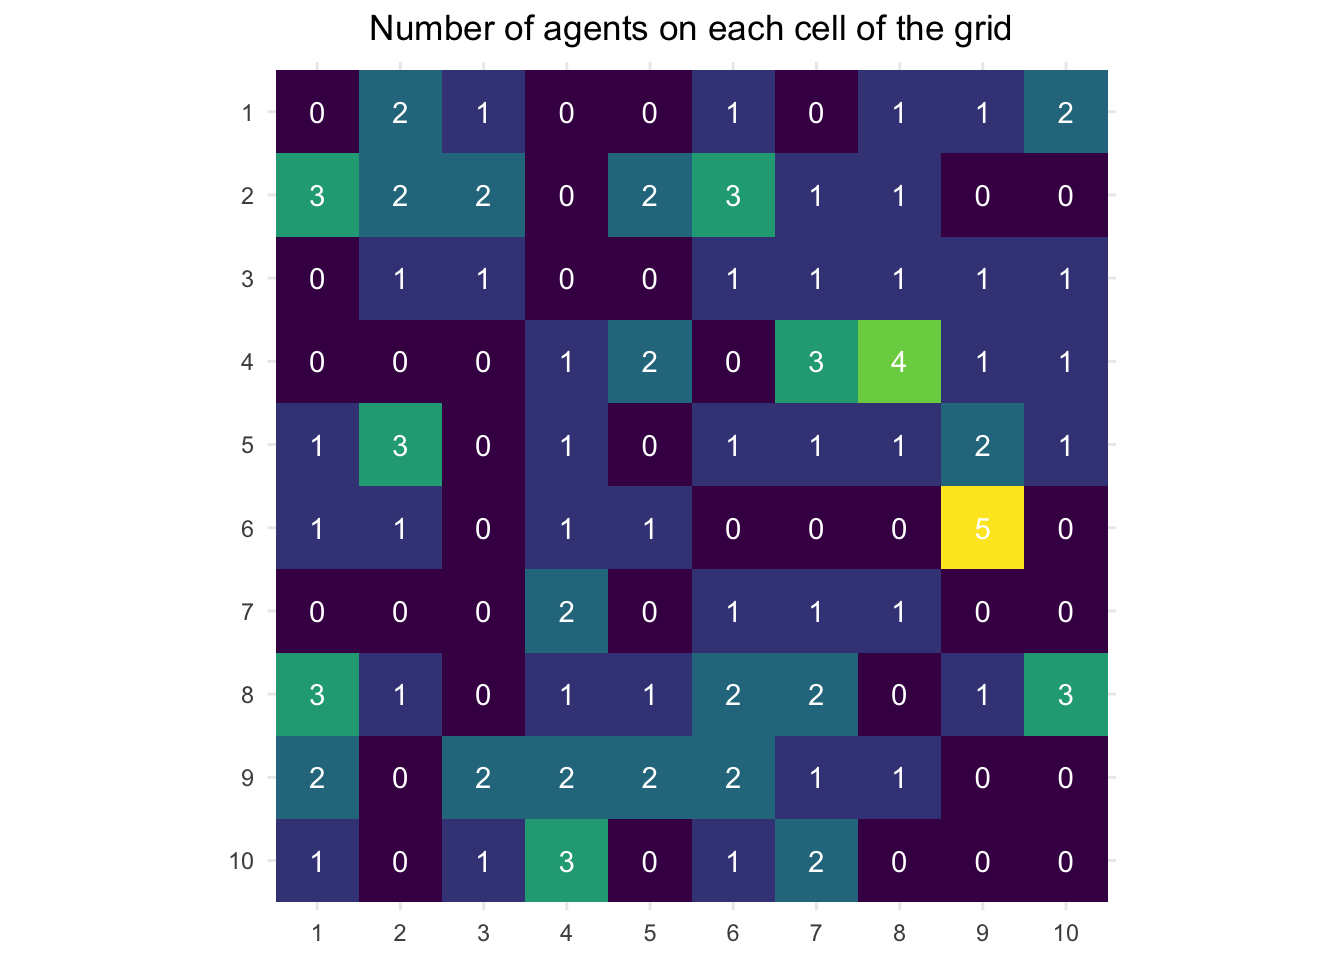 Number of agents on each cell of the grid
1 0 2 1 0 0 1 0 1 1 2
2 3 2 2 0 2 3 1 1 0 0
3 0 1 1 0 0 1 1 1 1 1
4 0 0 0 1 2 0 3 4 1 1
5 1 3 0 1 0 1 1 1 2 1
6 1 1 0 1 1 0 0 0 5 0
7 0 0 0 2 0 1 1 1 0 0
8 3 1 0 1 1 2 2 0 1 3
9 2 0 2 2 2 2 1 1 0 0
10 1 0 1 3 0 1 2 0 0 0
1 2 3 4 5 6 7 8 9 10